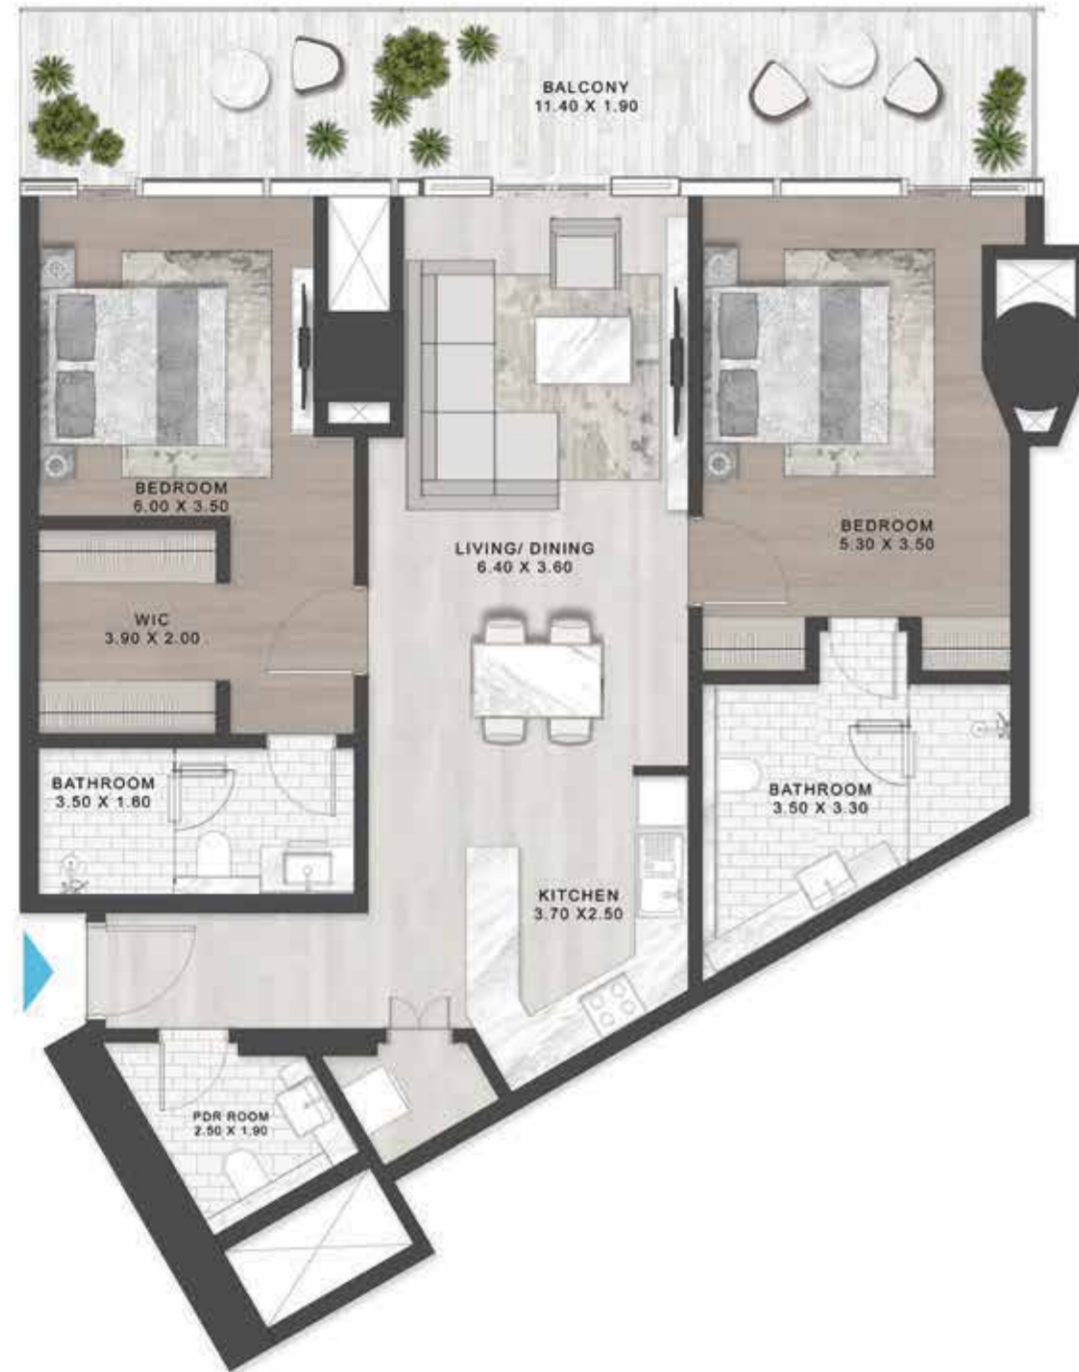 BALCONY
11.40 X 1.90
BEDROOM
6.00 X 3.50
BEDROOM
5.30 X 3.50
LIVING/ DINING
6.40 X 3.60
WIC
3.90 X 2.00
BATHROOM
3.50 X 1.60
BATHROOM
3.50 X 3.30
KITCHEN
3.70 X2.50
PDR ROOM
2.50 X 1.90